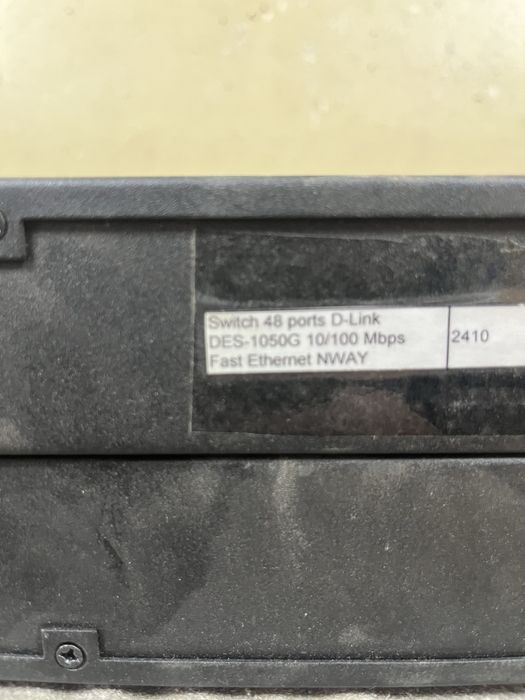 Switch 48 ports D-Link
DES-1050G 10/100 Mbps
Fast Ethernet NWAY
2410